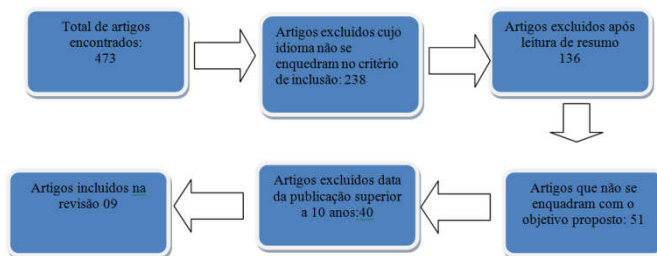 Total de artigos
encontrados:
473
Artigos excluídos cujo
idioma não se
enquedram no critério
de inclusão: 238
Artigos excluídos após
leitura de resumo
136
Artigos que não se
enquadram com o
objetivo proposto: 51
Artigos excluídos data
da publicação superior
a 10 anos:40
Artigos incluídos na
revisão 09